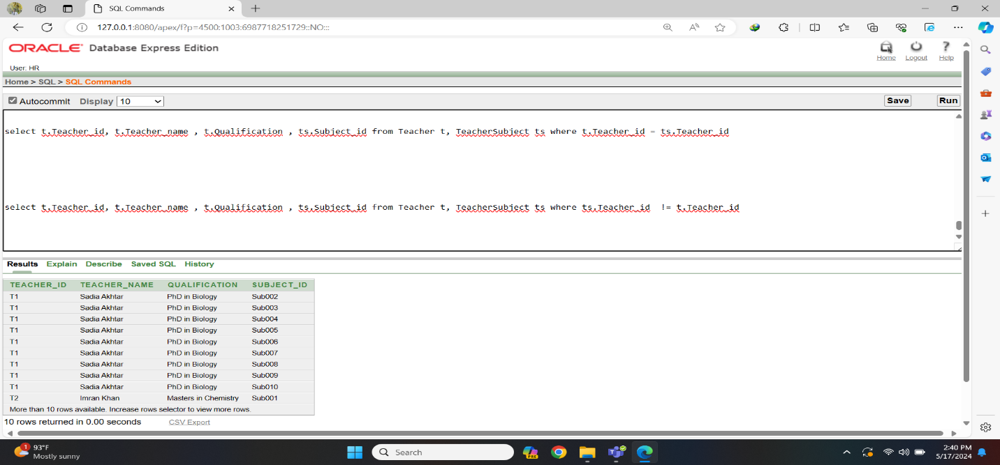 SQL Commands
127.0.0.1:8080/apex/f?p=4500:1003:6987718251729::NO:::
ORACLE® Database Express Edition
Home Logout Help
User: HR
Home > SQL > SQL Commands
Autocommit Display 10 Save Run
select t.Teacher_id, t.Teacher_name , t.Qualification , ts.Subject_id from Teacher t, TeacherSubject ts where t.Teacher_id = ts.Teacher_id
select t.Teacher_id, t.Teacher_name , t.Qualification , ts.Subject_id from Teacher t, TeacherSubject ts where ts.Teacher_id != t.Teacher_id
Results Explain Describe Saved SQL History
TEACHER_ID TEACHER_NAME QUALIFICATION SUBJECT_ID
T1 Sadia Akhtar PhD in Biology Sub002
T1 Sadia Akhtar PhD in Biology Sub003
T1 Sadia Akhtar PhD in Biology Sub004
T1 Sadia Akhtar PhD in Biology Sub005
T1 Sadia Akhtar PhD in Biology Sub006
T1 Sadia Akhtar PhD in Biology Sub007
T1 Sadia Akhtar PhD in Biology Sub008
T1 Sadia Akhtar PhD in Biology Sub009
T1 Sadia Akhtar PhD in Biology Sub010
T2 Imran Khan Masters in Chemistry Sub001
More than 10 rows available. Increase rows selector to view more rows.
10 rows returned in 0.00 seconds CSV Export
1 93°F
Mostly sunny
Search
PRE
2:40 PM
5/17/2024